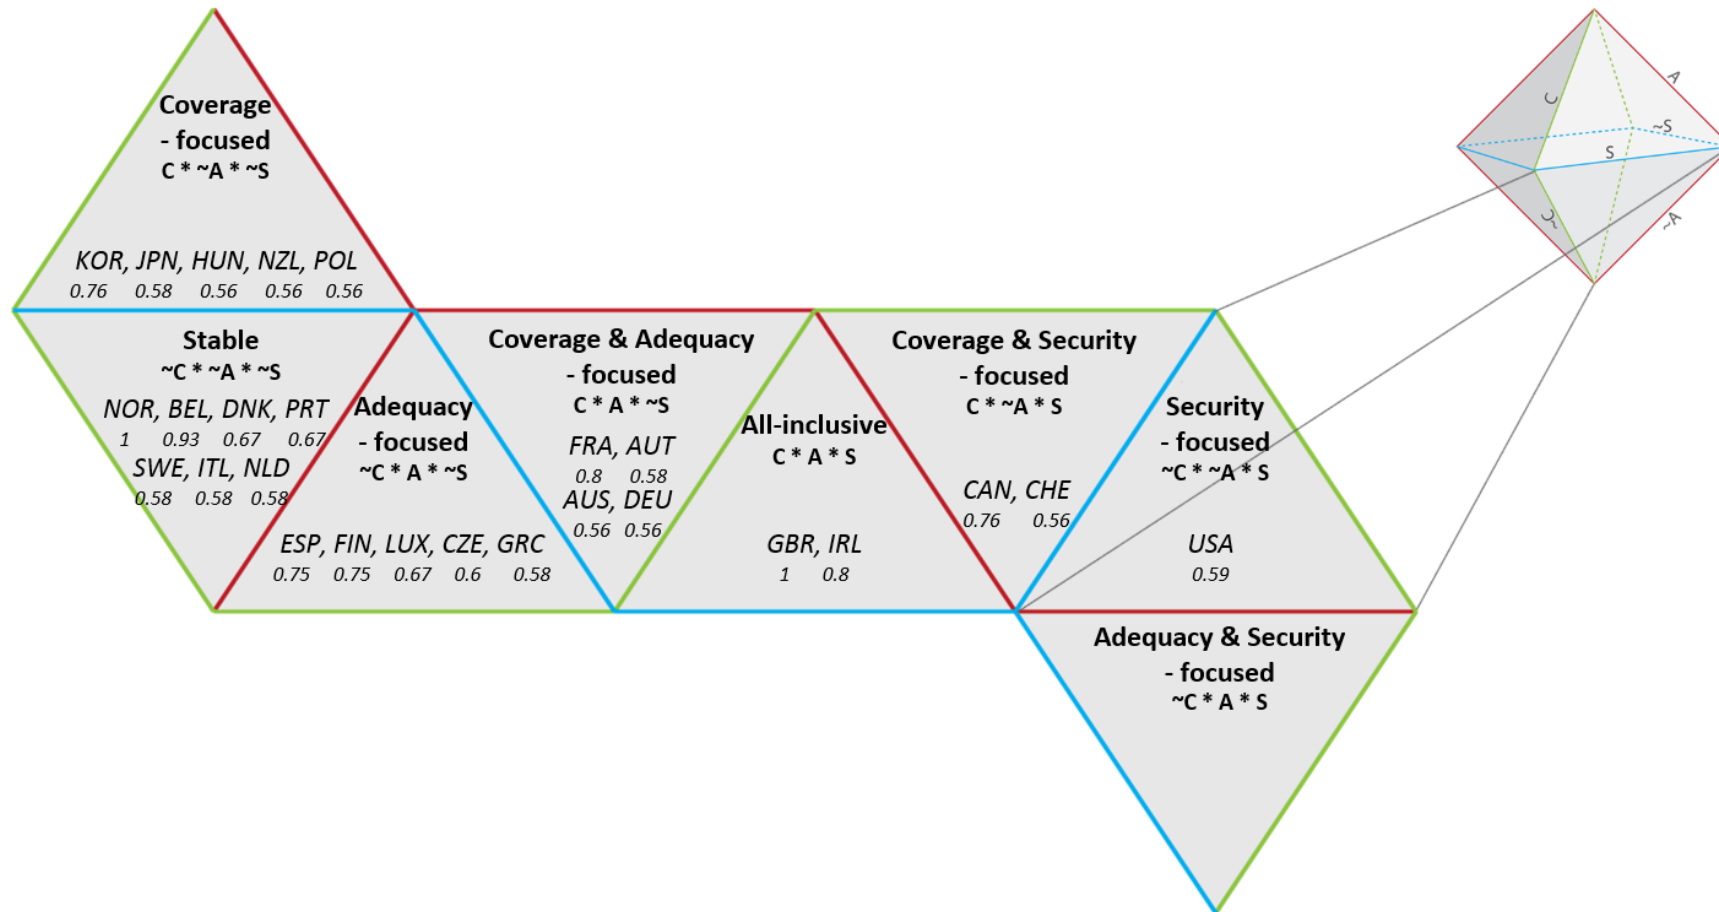 Coverage
- focused
C * ~A * ~S
KOR, JPN, HUN, NZL, POL
0.76 0.58 0.56 0.56 0.56
Stable
~C * ~A * ~S
NOR, BEL, DNK, PRT
1 0.93 0.67 0.67
SWE, ITL, NLD
0.58 0.58 0.58
Adequacy
- focused
~C * A * ~S
ESP, FIN, LUX, CZE, GRC
0.75 0.75 0.67 0.6 0.58
Coverage & Adequacy
- focused
C * A * ~S
FRA, AUT
0.8 0.58
AUS, DEU
0.56 0.56
All-inclusive
C * A * S
GBR, IRL
1 0.8
Coverage & Security
- focused
C * ~A * S
CAN, CHE
0.76 0.56
Security
- focused
~C * ~A * S
USA
0.59
Adequacy & Security
- focused
~C * A * S
A
C
~S
S
~C
~A